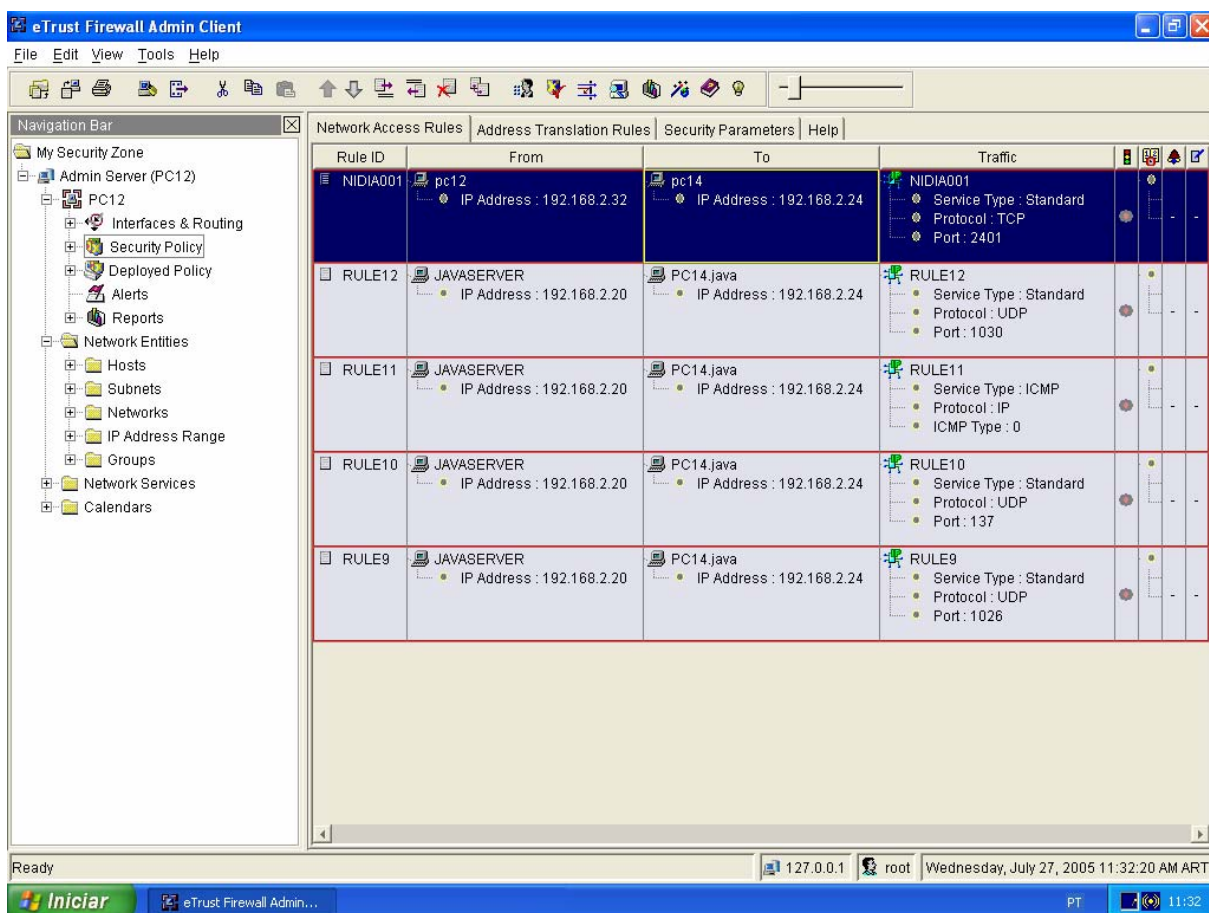 eTrust Firewall Admin Client
File Edit View Tools Help
Navigation Bar
My Security Zone
Admin Server (PC12)
PC12
Interfaces & Routing
Security Policy
Deployed Policy
Alerts
Reports
Network Entities
Hosts
Subnets
Networks
IP Address Range
Groups
Network Services
Calendars
Network Access Rules Address Translation Rules Security Parameters Help
Rule ID From To Traffic
NIDIA001 pc12 pc14 NIDIA001
IP Address : 192.168.2.32 IP Address : 192.168.2.24 Service Type : Standard
Protocol : TCP
Port : 2401
RULE12 JAVASERVER PC14.java RULE12
IP Address : 192.168.2.20 IP Address : 192.168.2.24 Service Type : Standard
Protocol : UDP
Port : 1030
RULE11 JAVASERVER PC14.java RULE11
IP Address : 192.168.2.20 IP Address : 192.168.2.24 Service Type : ICMP
Protocol : IP
ICMP Type : 0
RULE10 JAVASERVER PC14.java RULE10
IP Address : 192.168.2.20 IP Address : 192.168.2.24 Service Type : Standard
Protocol : UDP
Port : 137
RULE9 JAVASERVER PC14.java RULE9
IP Address : 192.168.2.20 IP Address : 192.168.2.24 Service Type : Standard
Protocol : UDP
Port : 1026
Ready 127.0.0.1 root Wednesday, July 27, 2005 11:32:20 AM ART
Iniciar eTrust Firewall Admin... PT 11:32